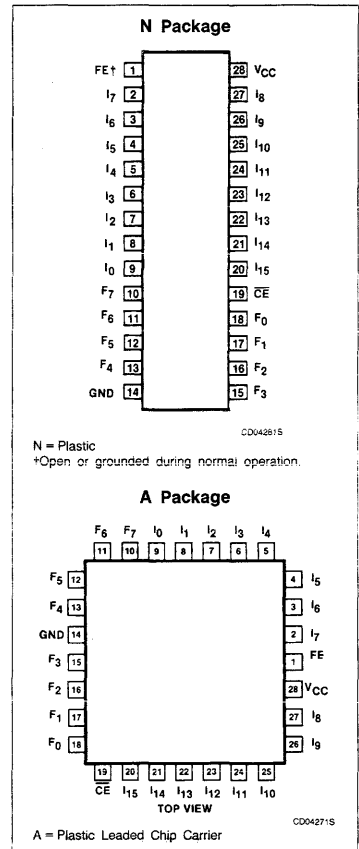 N Package
FE† 1 28 VCC
I7 2 27 I8
I6 3 26 I9
I5 4 25 I10
I4 5 24 I11
I3 6 23 I12
I2 7 22 I13
I1 8 21 I14
I0 9 20 I15
F7 10 19 C̅E̅
F6 11 18 F0
F5 12 17 F1
F4 13 16 F2
GND 14 15 F3
CD04281S
N = Plastic
†Open or grounded during normal operation.
A Package
F6 F7 I0 I1 I2 I3 I4
11 10 9 8 7 6 5
F5 12 4 I5
F4 13 3 I6
GND 14 2 I7
F3 15 1 FE
F2 16 28 VCC
F1 17 27 I8
F0 18 26 I9
19 20 21 22 23 24 25
C̅E̅ I15 I14 I13 I12 I11 I10
TOP VIEW
CD04271S
A = Plastic Leaded Chip Carrier